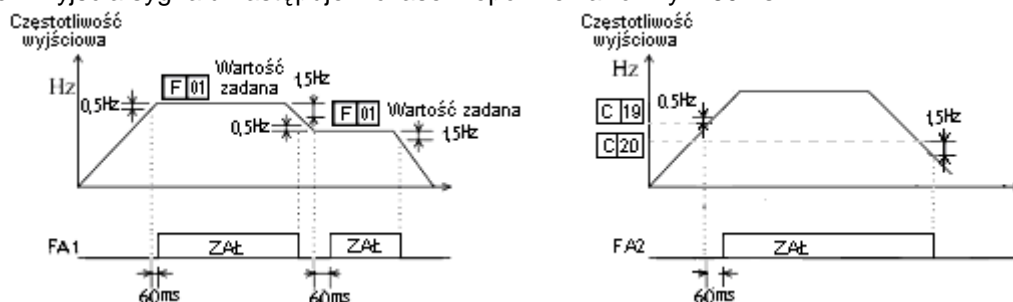 Częstotliwość
wyjściowa
Hz
Wartość
zadana
F 01
1,5Hz
0,5Hz
F 01 Wartość zadana
0,5Hz
1,5Hz
FA1
ZAŁ
ZAŁ
60ms
60ms
Częstotliwość
wyjściowa
Hz
0.5Hz
C 19
1,5Hz
C 20
FA2
ZAŁ
60ms